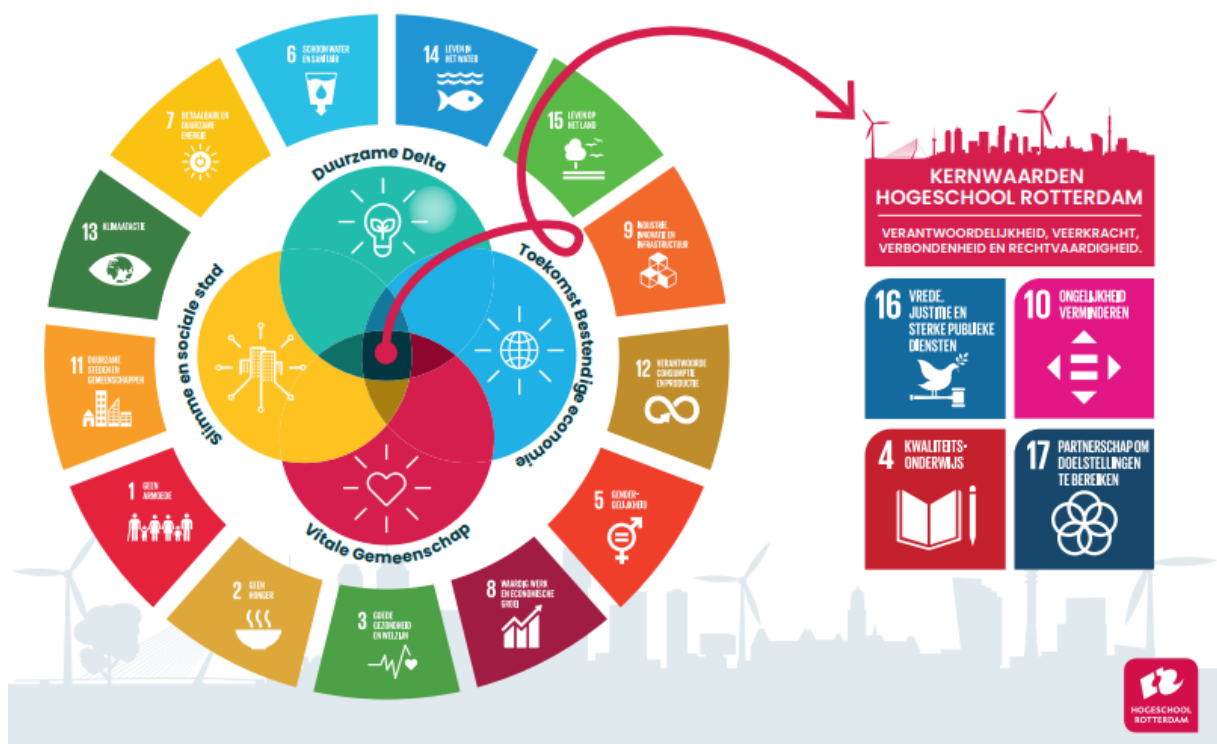 6 SCHOON WATER
EN SANITAIR
14 LEVEN IN
HET WATER
15 LEVEN OP
HET LAND
9 INDUSTRIE,
INNOVATIE EN
INFRASTRUCTUUR
12 VERANTWOORDE
CONSUMPTIE
EN PRODUCTIE
5 GENDER-
GELIJKHEID
8 WAARDIG WERK
EN ECONOMISCHE
GROEI
3 GOEDE
GEZONDHEID
EN WELZIJN
2 GEEN
HONGER
1 GEEN
ARMOEDE
11 DUURZAME
STEDEN EN
GEMEENSCHAPPEN
13 KLIMAATACTIE
7 BETAALBARE EN
DUURZAME
ENERGIE
Duurzame Delta
Toekomst Bestendige economie
Vitale Gemeenschap
Slimme en sociale stad
KERNWAARDEN
HOGESCHOOL ROTTERDAM
VERANTWOORDELIJKHEID, VEERKRACHT,
VERBONDENHEID EN RECHTVAARDIGHEID.
16 VREDE,
JUSTITIE EN
STERKE PUBLIEKE
DIENSTEN
10 ONGELIJKHEID
VERMINDEREN
4 KWALITEITS-
ONDERWIJS
17 PARTNERSCHAP OM
DOELSTELLINGEN
TE BEREIKEN
HOGESCHOOL
ROTTERDAM